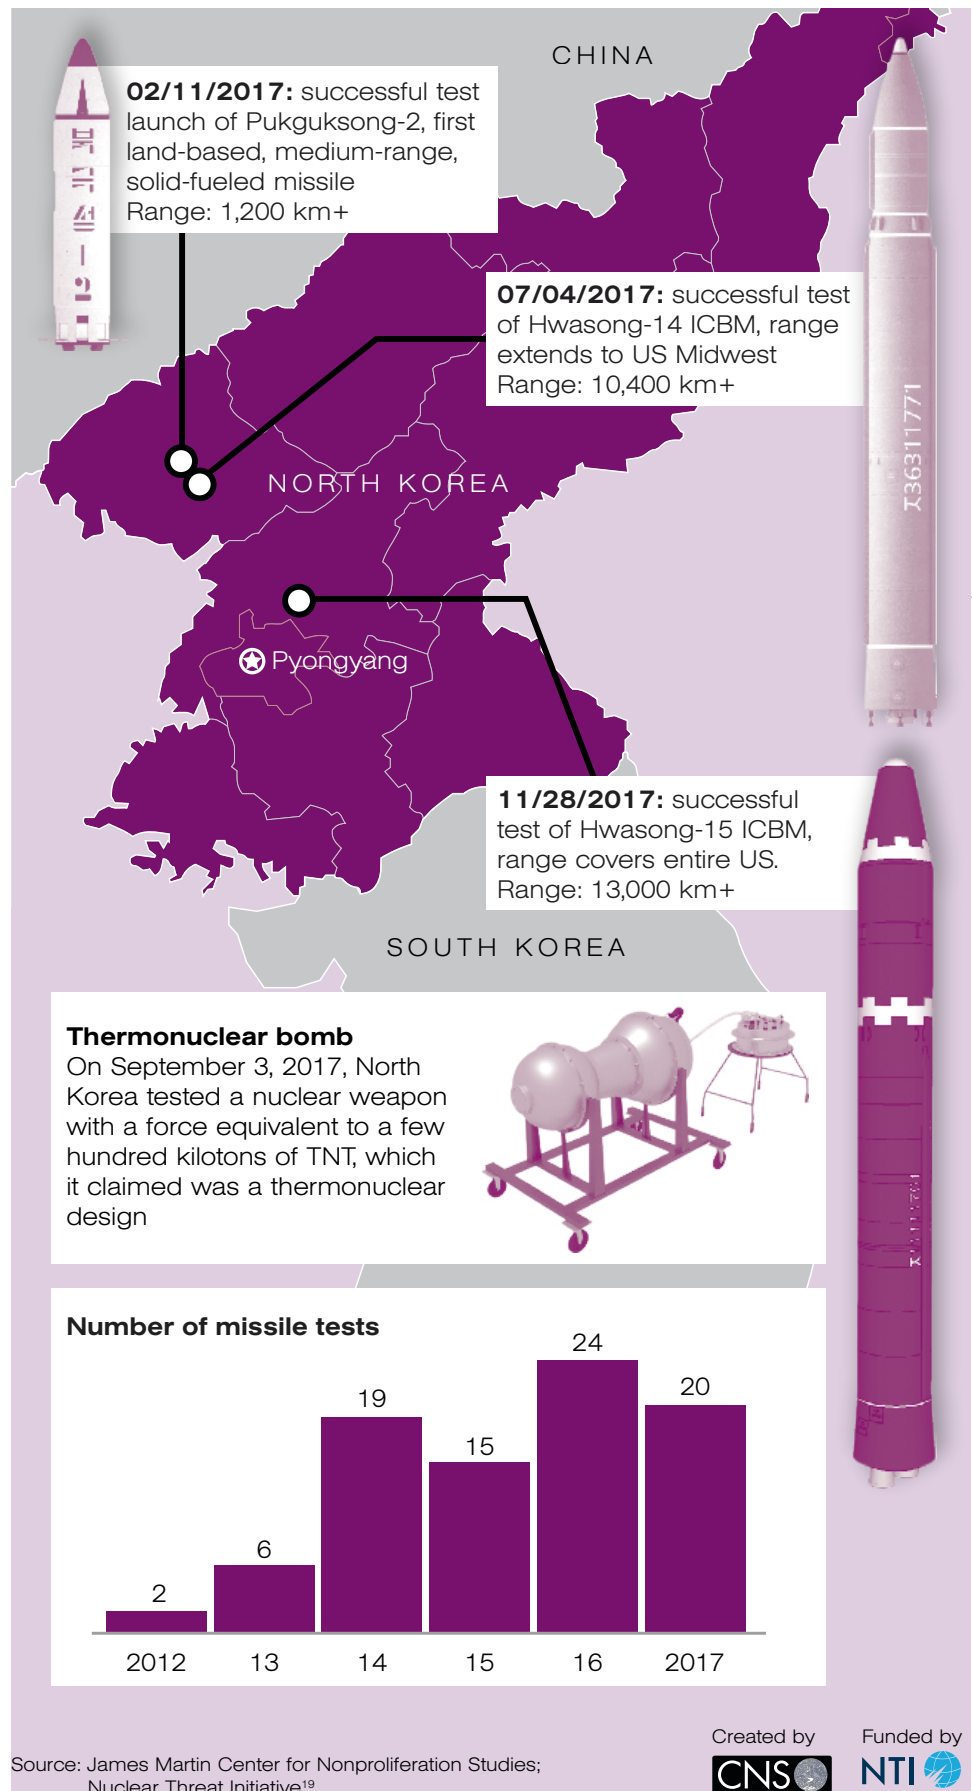 CHINA
02/11/2017: successful test
launch of Pukguksong-2, first
land-based, medium-range,
solid-fueled missile
Range: 1,200 km+
07/04/2017: successful test
of Hwasong-14 ICBM, range
extends to US Midwest
Range: 10,400 km+
NORTH KOREA
Pyongyang
11/28/2017: successful
test of Hwasong-15 ICBM,
range covers entire US.
Range: 13,000 km+
SOUTH KOREA
Thermonuclear bomb
On September 3, 2017, North
Korea tested a nuclear weapon
with a force equivalent to a few
hundred kilotons of TNT, which
it claimed was a thermonuclear
design
Number of missile tests
24
20
19
15
6
2
2012 13 14 15 16 2017
Created by
Funded by
Source: James Martin Center for Nonproliferation Studies;
Nuclear Threat Initiative¹⁹
CNS
NTI